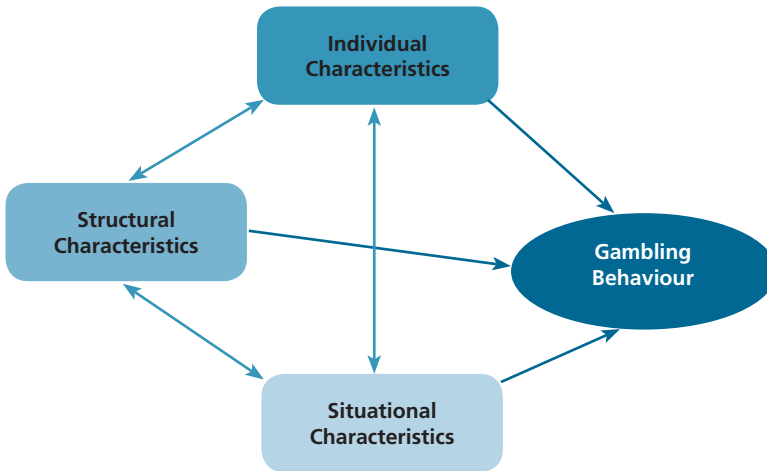 Individual
Characteristics
Structural
Characteristics
Gambling
Behaviour
Situational
Characteristics